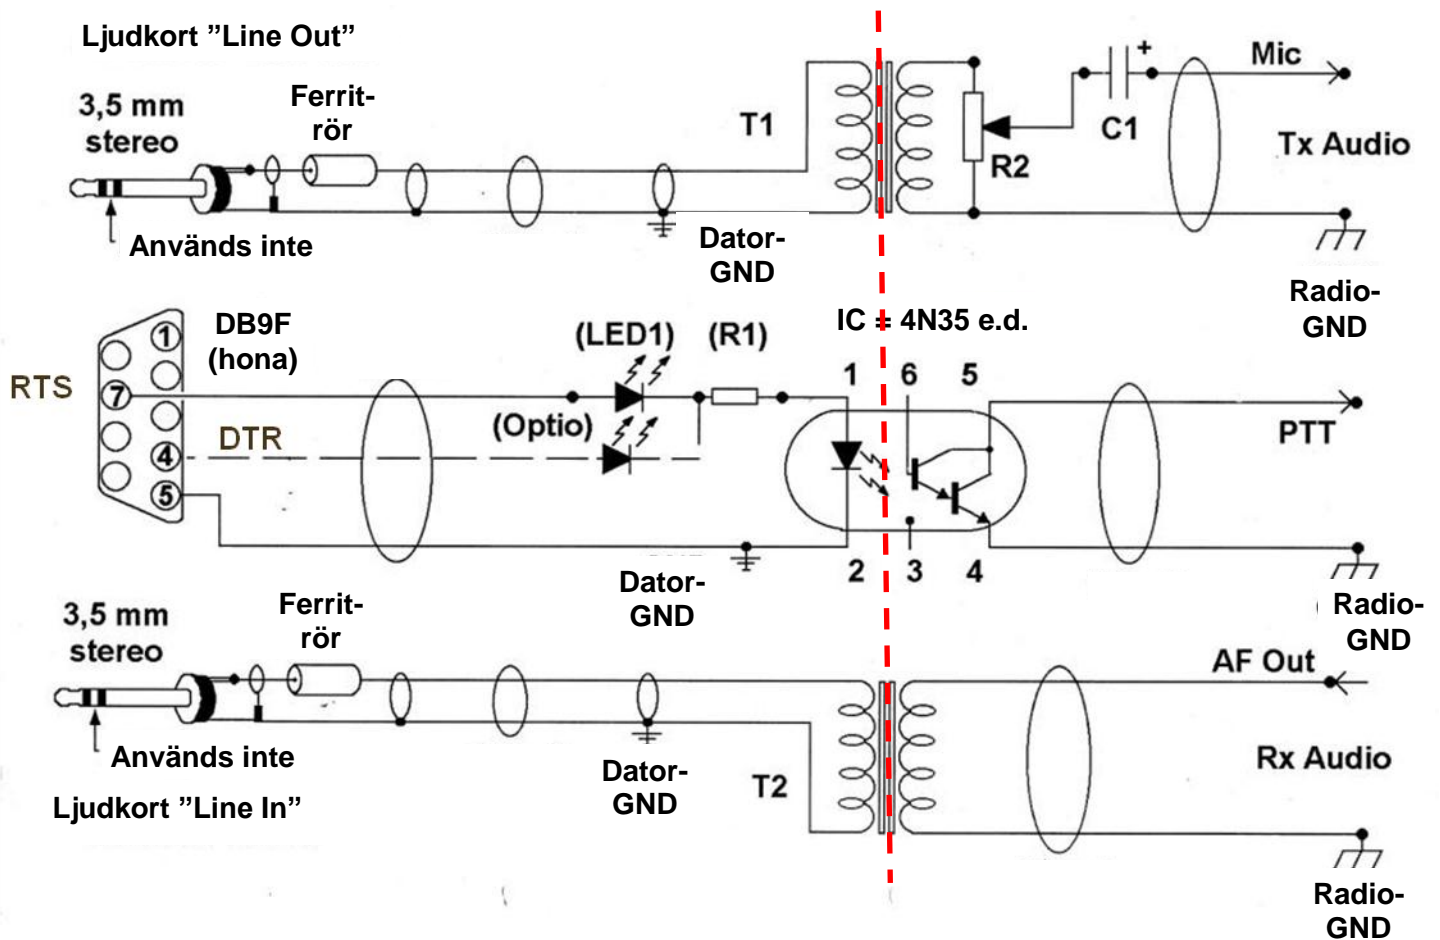 Ljudkort ”Line Out”
3,5 mm
stereo
Ferrit-
rör
Används inte
Dator-
GND
T1
R2
C1
+
Mic
Tx Audio
Radio-
GND
DB9F
(hona)
RTS
1
7
4
5
DTR
(LED1)
(R1)
(Optio)
IC = 4N35 e.d.
1
6
5
2
3
4
PTT
Dator-
GND
Radio-
GND
3,5 mm
stereo
Ferrit-
rör
Används inte
Ljudkort ”Line In”
Dator-
GND
T2
AF Out
Rx Audio
Radio-
GND